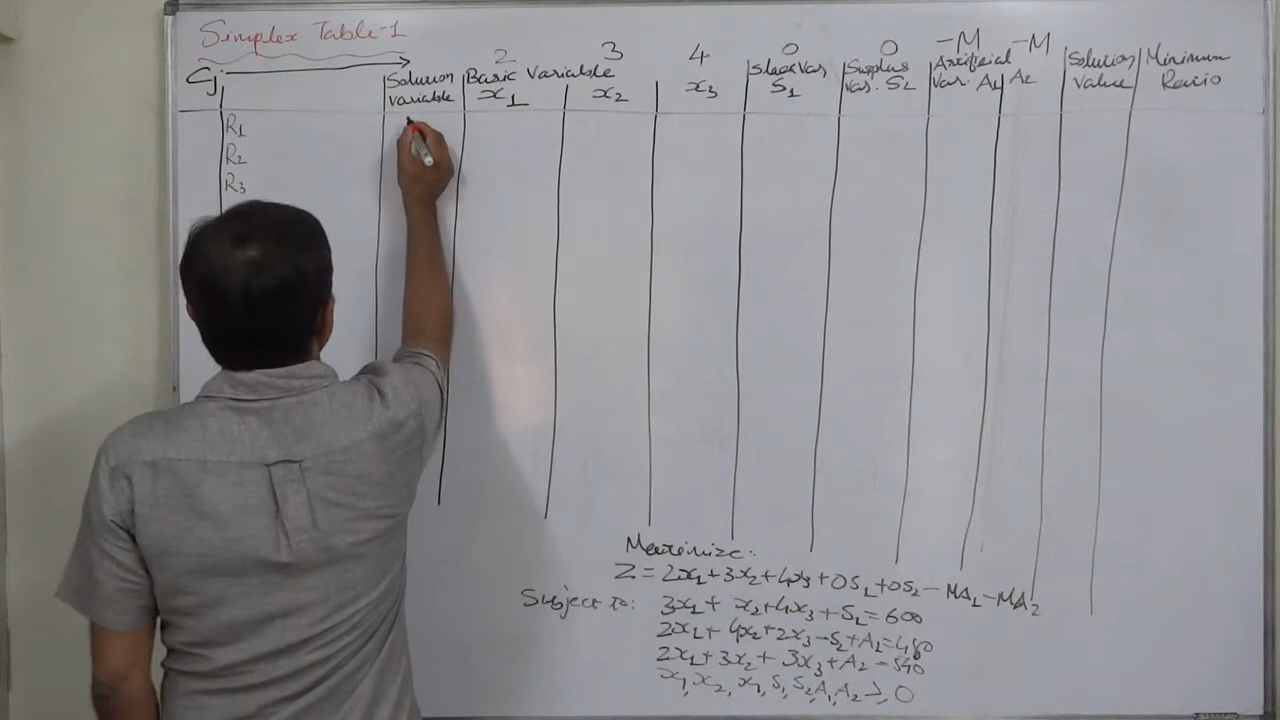 Simplex Table-1
2 3 4 0 0 -M -M
Cj Solution variable Basic Variable Slack Var Surplus var. Artificial Var. Solution value Minimum Ratio
x1 x2 x3 S1 S2 A1 A2
R1
R2
R3
Maximize:
Z = 2x1+3x2+4x3+0S1+0S2-MA1-MA2
Subject to: 3x1+x2+4x3+S1=600
2x1+4x2+2x3-S2+A1=480
2x1+3x2+3x3+A2=540
x1, x2, x3, S1, S2, A1, A2 ≥ 0